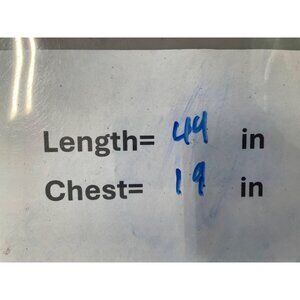 Length= 44 in
Chest= 19 in